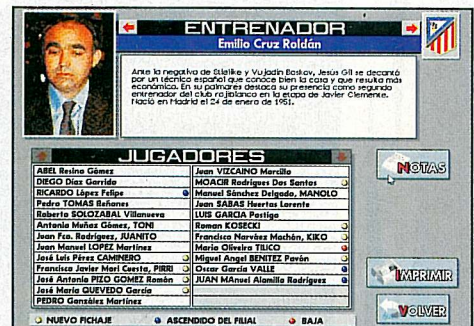 ENTRENADOR
Emilio Cruz Roldán
Ante la negativa de Stielike y Vujadin Boskov, Jesús Gil se decantó
por un técnico español que conoce bien la casa y que resulta más
económico. En su palmares destaca su presencia como segundo
entrenador del club rojiblanco en la etapa de Javier Clemente.
Nació en Madrid el 24 de enero de 1951.
JUGADORES
ABEL Resino Gómez
DIEGO Díaz Garrido
RICARDO López Felipe
Pedro TOMAS Reñones
Roberto SOLOZABAL Villanueva
Antonio Muñoz Gómez, TONI
Juan Fco. Rodríguez, JUANITO
Juan Manuel LOPEZ Martínez
José Luis Pérez CAMINERO
Francisco Javier Mori Cuesta, PIRRI
José Antonio PIZO GOMEZ Román
José María QUEVEDO García
PEDRO González Martínez
Juan VIZCAINO Morcillo
MOACIR Rodrigues Dos Santos
Manuel Sánchez Delgado, MANOLO
Juan SABAS Huertas Lorente
LUIS GARCIA Postigo
Roman KOSECKI
Francisco Narváez Machón, KIKO
Mario Oliveira TILICO
Miguel Angel BENITEZ Pavón
Oscar García VALLE
JUAN MAnuel Alamillo Rodríguez
NOTAS
IMPRIMIR
VOLVER
NUEVO FICHAJE ASCENDIDO DEL FILIAL BAJA